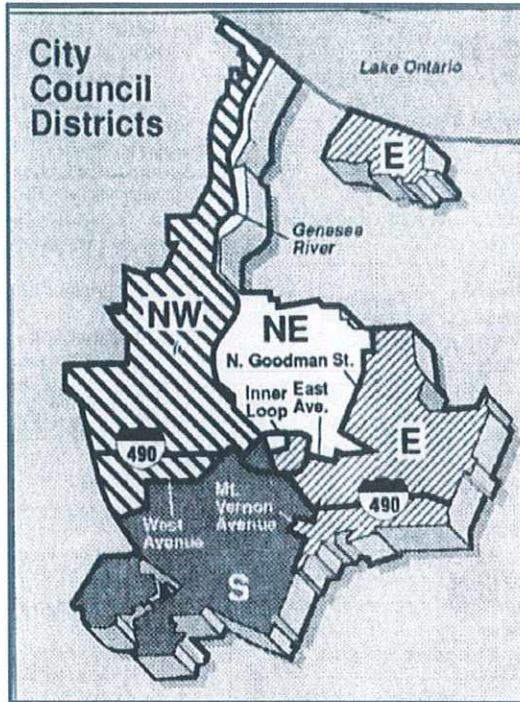 City
Council
Districts
Lake Ontario
E
Genesee
River
NW
NE
N. Goodman St.
Inner
Loop
East
Ave.
E
490
490
Mt.
Vernon
Avenue
West
Avenue
S